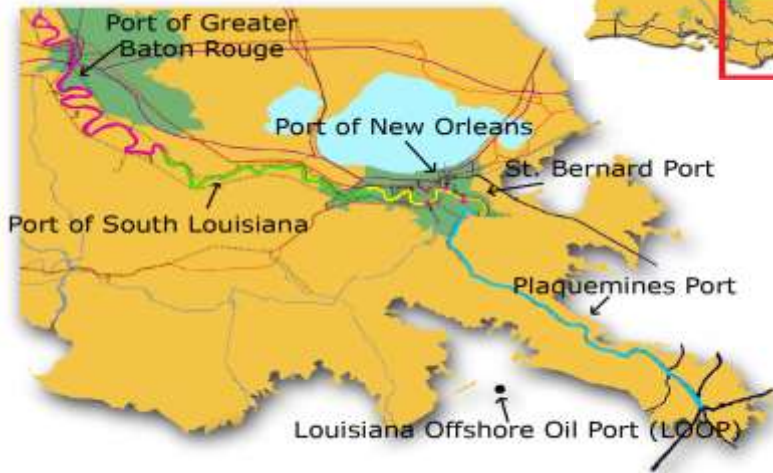 Port of Greater
Baton Rouge
Port of New Orleans
St. Bernard Port
Port of South Louisiana
Plaquemines Port
Louisiana Offshore Oil Port (LOOP)